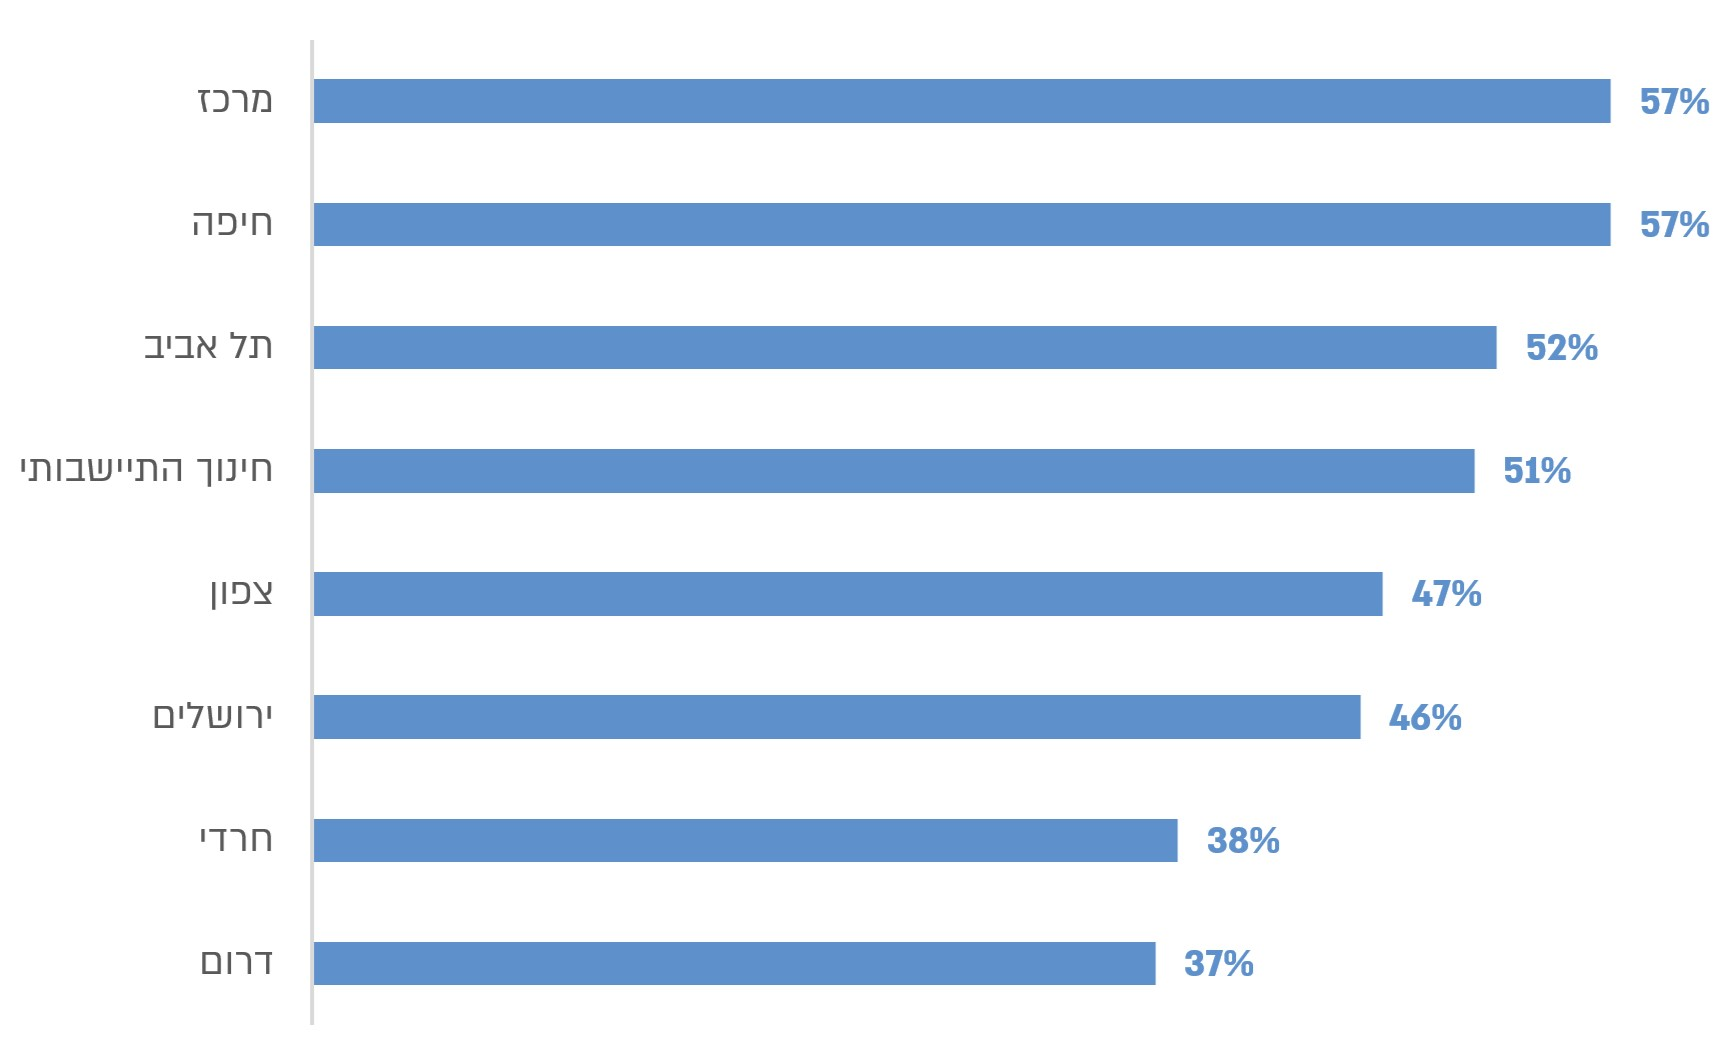 מרכז 57%
חיפה 57%
תל אביב 52%
חינוך התיישבותי 51%
צפון 47%
ירושלים 46%
חרדי 38%
דרום 37%